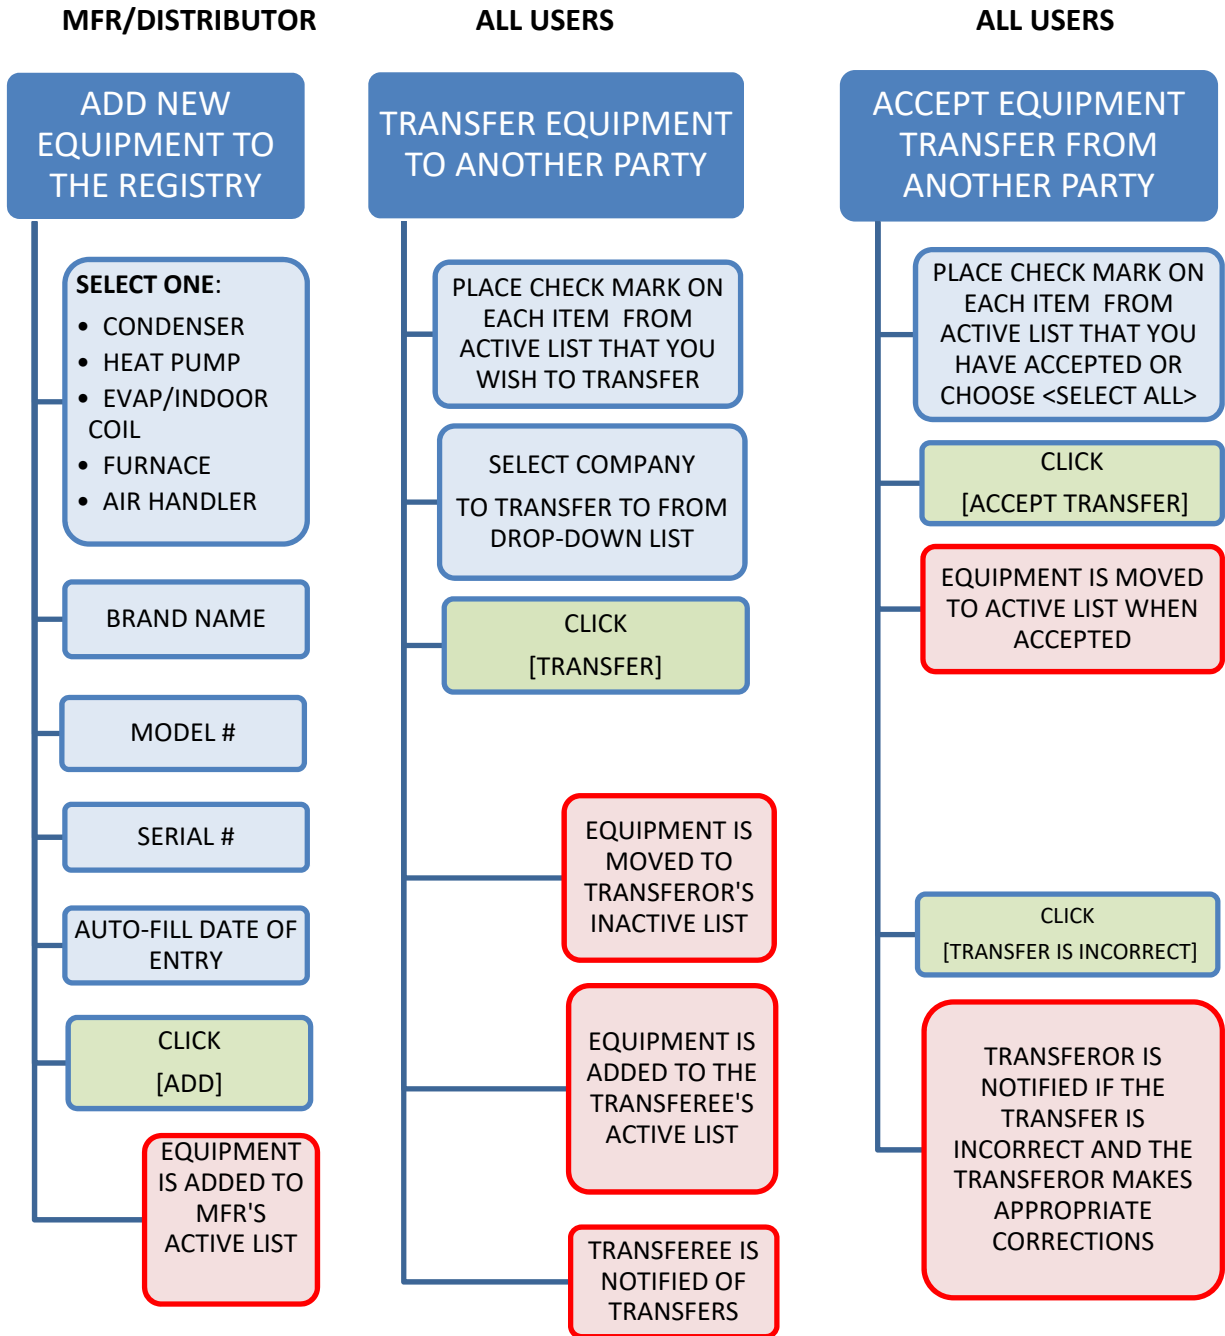 MFR/DISTRIBUTOR
ADD NEW
EQUIPMENT TO
THE REGISTRY
SELECT ONE:
• CONDENSER
• HEAT PUMP
• EVAP/INDOOR
COIL
• FURNACE
• AIR HANDLER
BRAND NAME
MODEL #
SERIAL #
AUTO-FILL DATE OF
ENTRY
CLICK
[ADD]
EQUIPMENT
IS ADDED TO
MFR'S
ACTIVE LIST
ALL USERS
TRANSFER EQUIPMENT
TO ANOTHER PARTY
PLACE CHECK MARK ON
EACH ITEM FROM
ACTIVE LIST THAT YOU
WISH TO TRANSFER
SELECT COMPANY
TO TRANSFER TO FROM
DROP-DOWN LIST
CLICK
[TRANSFER]
EQUIPMENT IS
MOVED TO
TRANSFEROR'S
INACTIVE LIST
EQUIPMENT IS
ADDED TO THE
TRANSFEREE'S
ACTIVE LIST
TRANSFEREE IS
NOTIFIED OF
TRANSFERS
ALL USERS
ACCEPT EQUIPMENT
TRANSFER FROM
ANOTHER PARTY
PLACE CHECK MARK ON
EACH ITEM FROM
ACTIVE LIST THAT YOU
HAVE ACCEPTED OR
CHOOSE <SELECT ALL>
CLICK
[ACCEPT TRANSFER]
EQUIPMENT IS MOVED
TO ACTIVE LIST WHEN
ACCEPTED
CLICK
[TRANSFER IS INCORRECT]
TRANSFEROR IS
NOTIFIED IF THE
TRANSFER IS
INCORRECT AND THE
TRANSFEROR MAKES
APPROPRIATE
CORRECTIONS